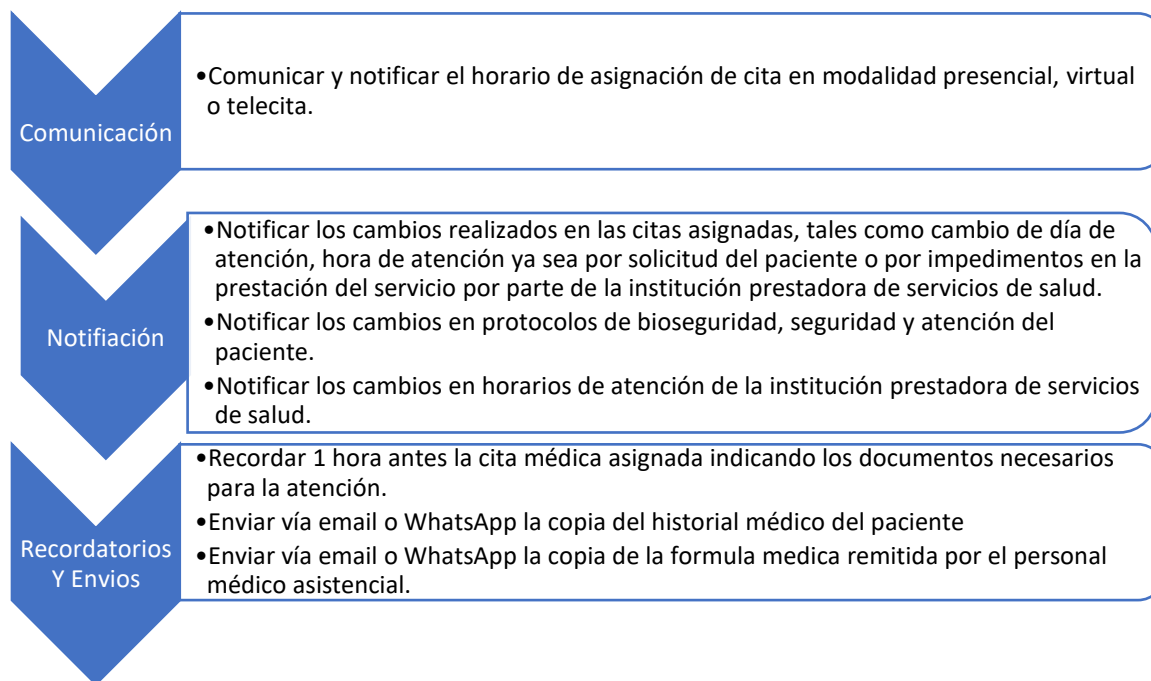 Comunicación
•Comunicar y notificar el horario de asignación de cita en modalidad presencial, virtual
o telecita.
Notifiación
•Notificar los cambios realizados en las citas asignadas, tales como cambio de día de
atención, hora de atención ya sea por solicitud del paciente o por impedimentos en la
prestación del servicio por parte de la institución prestadora de servicios de salud.
•Notificar los cambios en protocolos de bioseguridad, seguridad y atención del
paciente.
•Notificar los cambios en horarios de atención de la institución prestadora de servicios
de salud.
Recordatorios
Y Envios
•Recordar 1 hora antes la cita médica asignada indicando los documentos necesarios
para la atención.
•Enviar vía email o WhatsApp la copia del historial médico del paciente
•Enviar vía email o WhatsApp la copia de la formula medica remitida por el personal
médico asistencial.